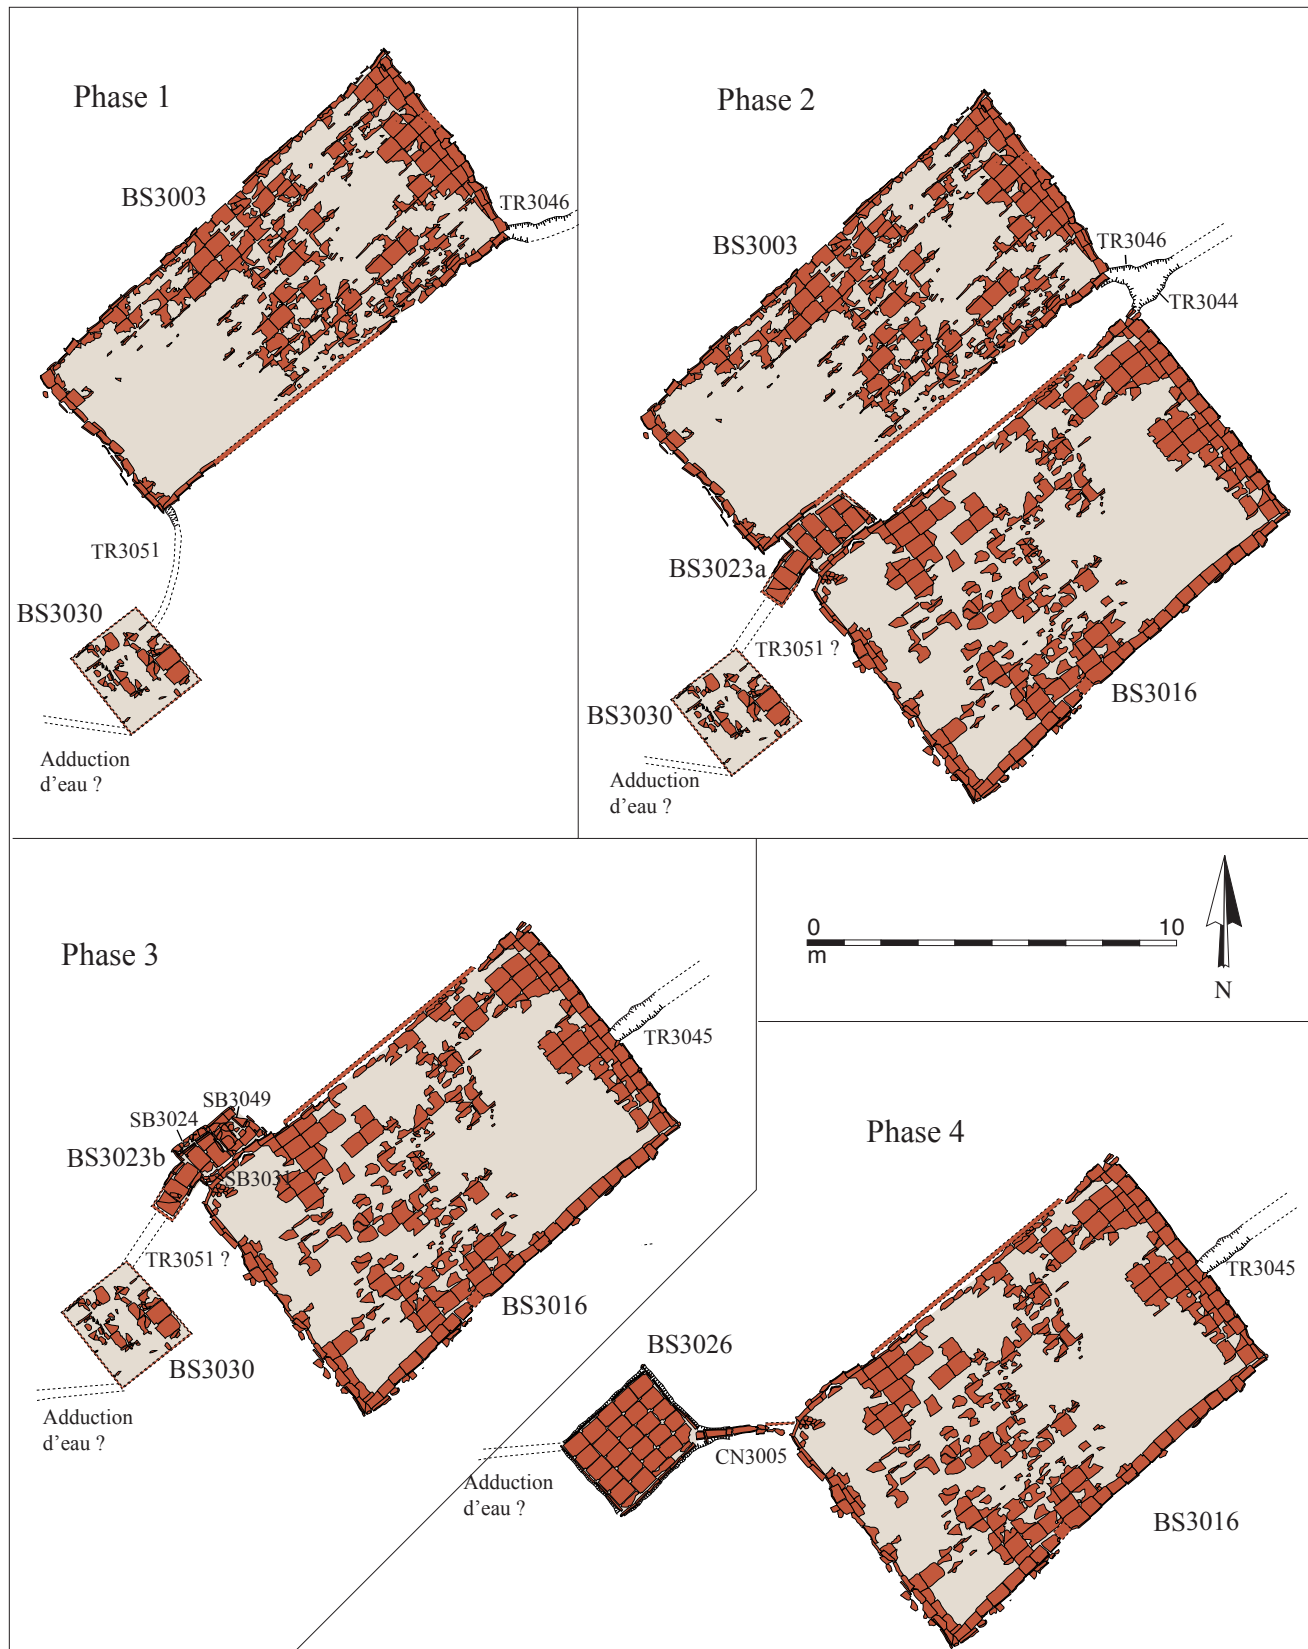 Phase 1
BS3003
TR3046
TR3051
BS3030
Adduction
d'eau ?
Phase 2
BS3003
TR3046
TR3044
BS3023a
TR3051 ?
BS3030
BS3016
Adduction
d'eau ?
Phase 3
TR3045
SB3049
SB3024
BS3023b
SB3031
TR3051 ?
BS3016
BS3030
Adduction
d'eau ?
0
10
m
N
Phase 4
TR3045
BS3026
CN3005
Adduction
d'eau ?
BS3016